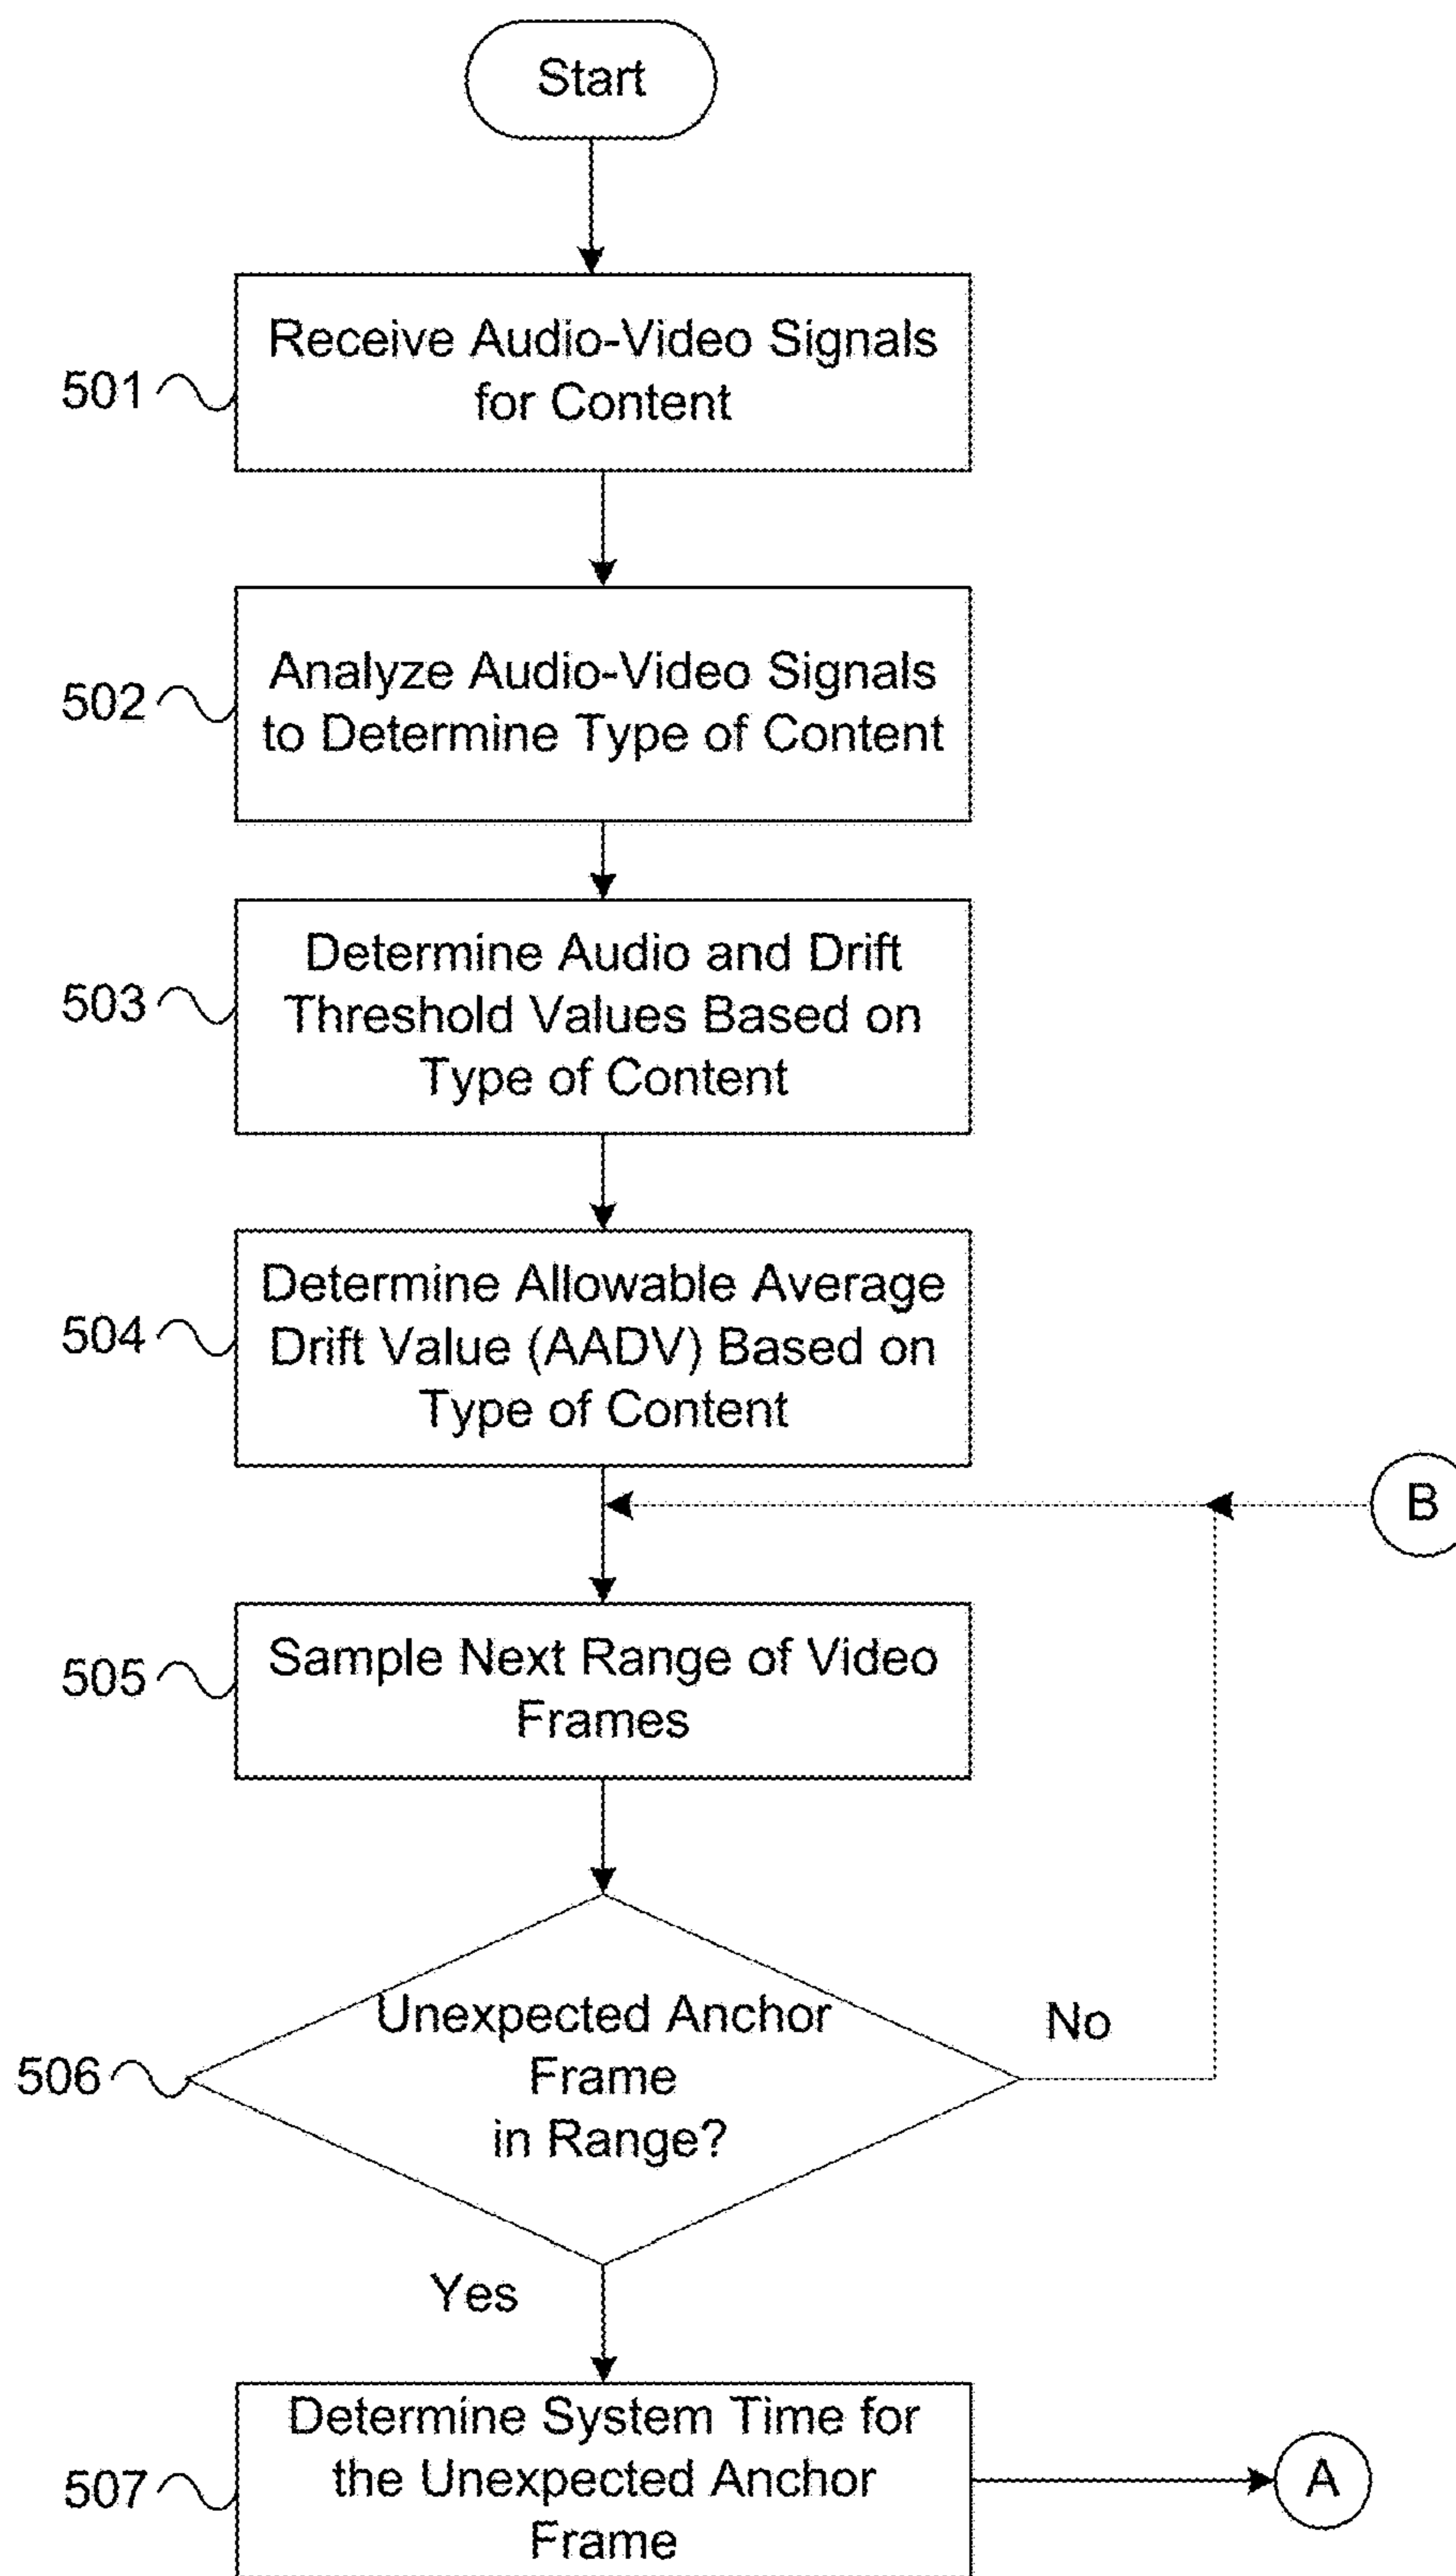 Start
Receive Audio-Video Signals
for Content
501
Analyze Audio-Video Signals
to Determine Type of Content
502
Determine Audio and Drift
Threshold Values Based on
Type of Content
503
Determine Allowable Average
Drift Value (AADV) Based on
Type of Content
504
B
Sample Next Range of Video
Frames
505
Unexpected Anchor
Frame
in Range?
506
No
Yes
Determine System Time for
the Unexpected Anchor
Frame
507
A